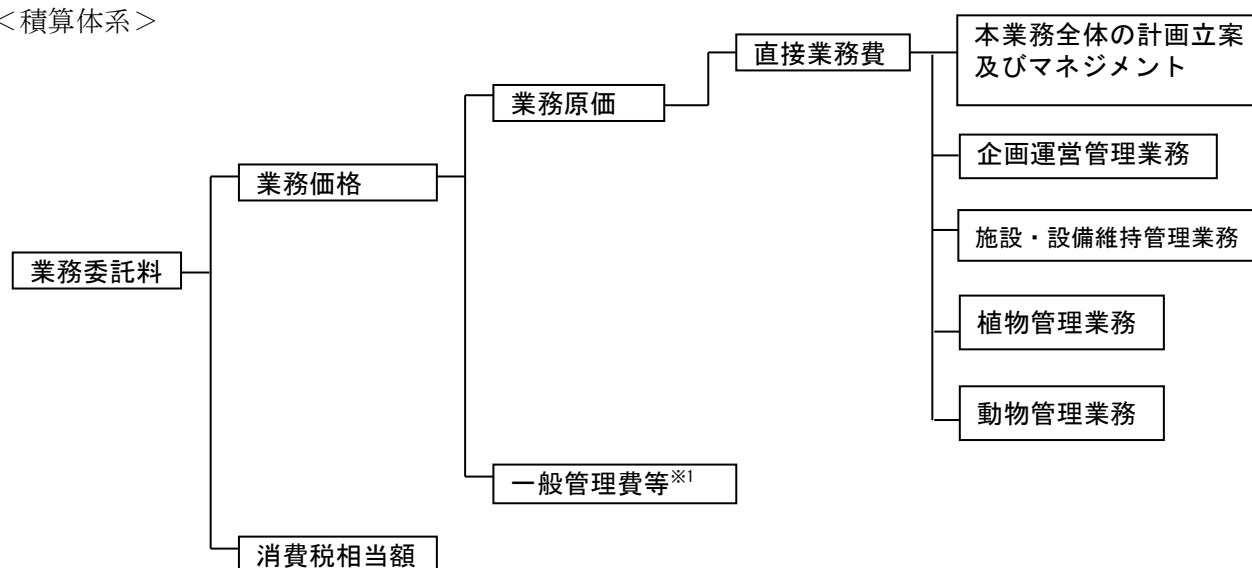 <積算体系>
本業務全体の計画立案
及びマネジメント
直接業務費
業務原価
企画運営管理業務
業務価格
施設・設備維持管理業務
業務委託料
植物管理業務
動物管理業務
一般管理費等※1
消費税相当額